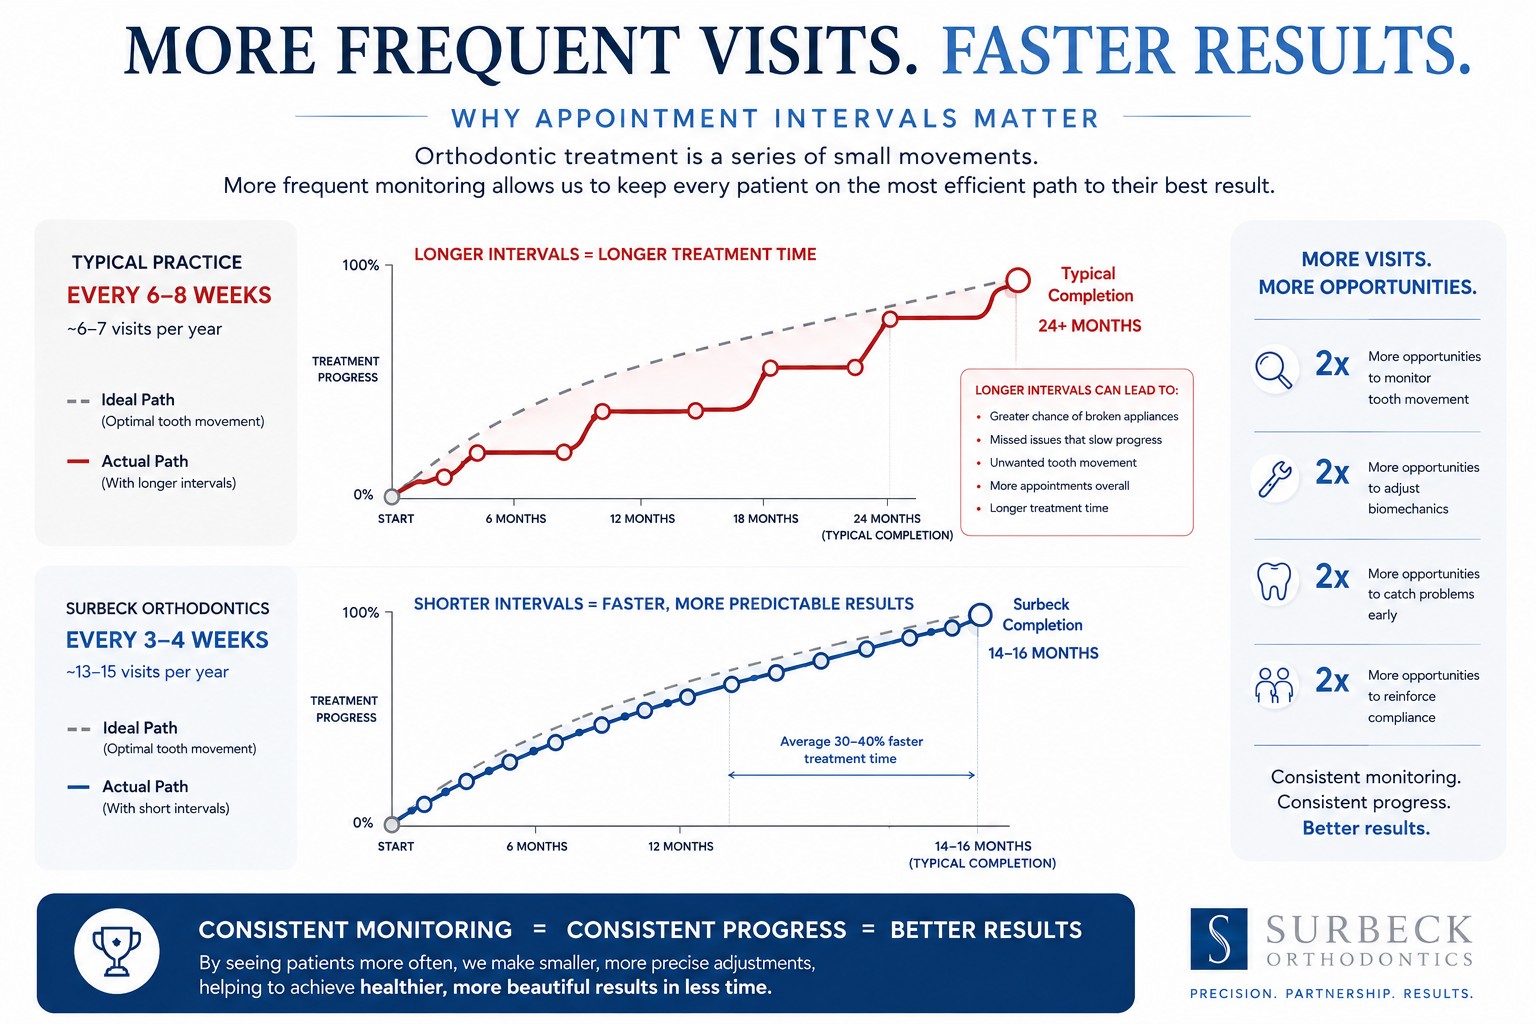 MORE FREQUENT VISITS. FASTER RESULTS.
WHY APPOINTMENT INTERVALS MATTER
Orthodontic treatment is a series of small movements.
More frequent monitoring allows us to keep every patient on the most efficient path to their best result.
TYPICAL PRACTICE
EVERY 6–8 WEEKS
~6–7 visits per year
Ideal Path
(Optimal tooth movement)
Actual Path
(With longer intervals)
LONGER INTERVALS = LONGER TREATMENT TIME
100%
TREATMENT
PROGRESS
0%
START
6 MONTHS
12 MONTHS
18 MONTHS
24 MONTHS
(TYPICAL COMPLETION)
Typical
Completion
24+ MONTHS
LONGER INTERVALS CAN LEAD TO:
• Greater chance of broken appliances
• Missed issues that slow progress
• Unwanted tooth movement
• More appointments overall
• Longer treatment time
SURBECK ORTHODONTICS
EVERY 3–4 WEEKS
~13–15 visits per year
Ideal Path
(Optimal tooth movement)
Actual Path
(With short intervals)
SHORTER INTERVALS = FASTER, MORE PREDICTABLE RESULTS
100%
TREATMENT
PROGRESS
0%
START
6 MONTHS
12 MONTHS
14–16 MONTHS
(TYPICAL COMPLETION)
Surbeck
Completion
14–16 MONTHS
Average 30–40% faster
treatment time
MORE VISITS.
MORE OPPORTUNITIES.
2x
More opportunities
to monitor
tooth movement
2x
More opportunities
to adjust
biomechanics
2x
More opportunities
to catch problems
early
2x
More opportunities
to reinforce
compliance
Consistent monitoring.
Consistent progress.
Better results.
CONSISTENT MONITORING = CONSISTENT PROGRESS = BETTER RESULTS
By seeing patients more often, we make smaller, more precise adjustments,
helping to achieve healthier, more beautiful results in less time.
S
SURBECK
ORTHODONTICS
PRECISION. PARTNERSHIP. RESULTS.